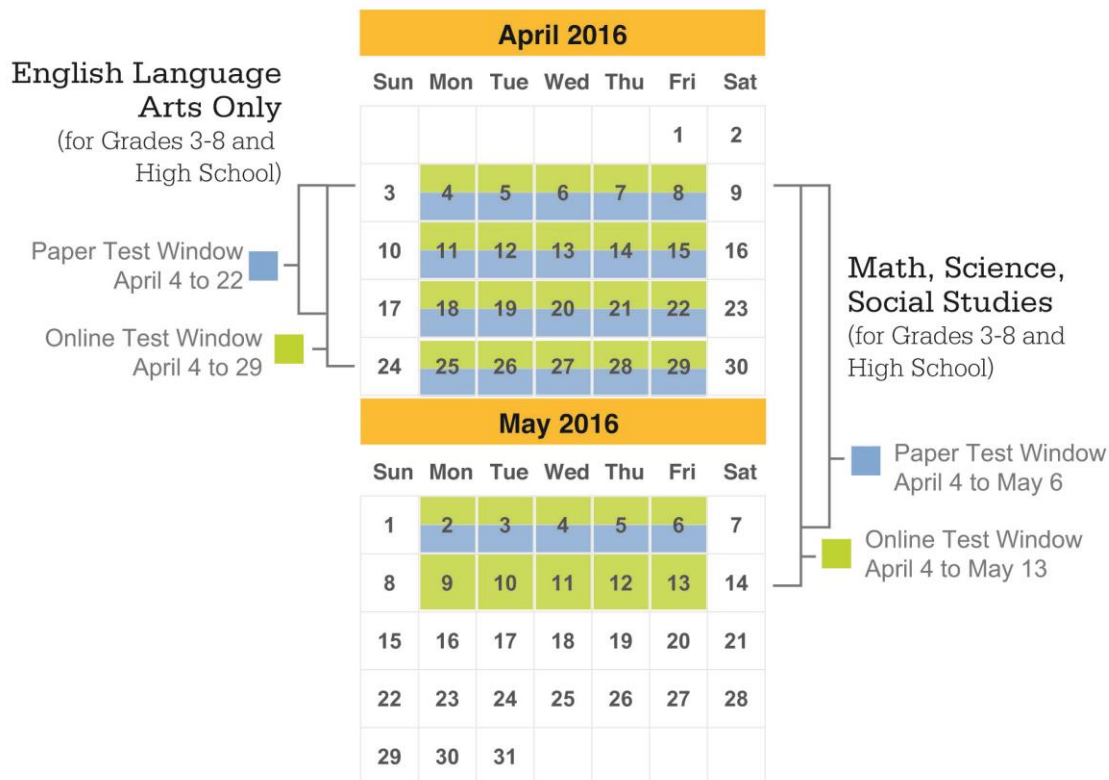 English Language
Arts Only
(for Grades 3-8 and
High School)
Paper Test Window
April 4 to 22
Online Test Window
April 4 to 29
April 2016
Sun Mon Tue Wed Thu Fri Sat
1 2
3 4 5 6 7 8 9
10 11 12 13 14 15 16
17 18 19 20 21 22 23
24 25 26 27 28 29 30
May 2016
Sun Mon Tue Wed Thu Fri Sat
1 2 3 4 5 6 7
8 9 10 11 12 13 14
15 16 17 18 19 20 21
22 23 24 25 26 27 28
29 30 31
Math, Science,
Social Studies
(for Grades 3-8 and
High School)
Paper Test Window
April 4 to May 6
Online Test Window
April 4 to May 13